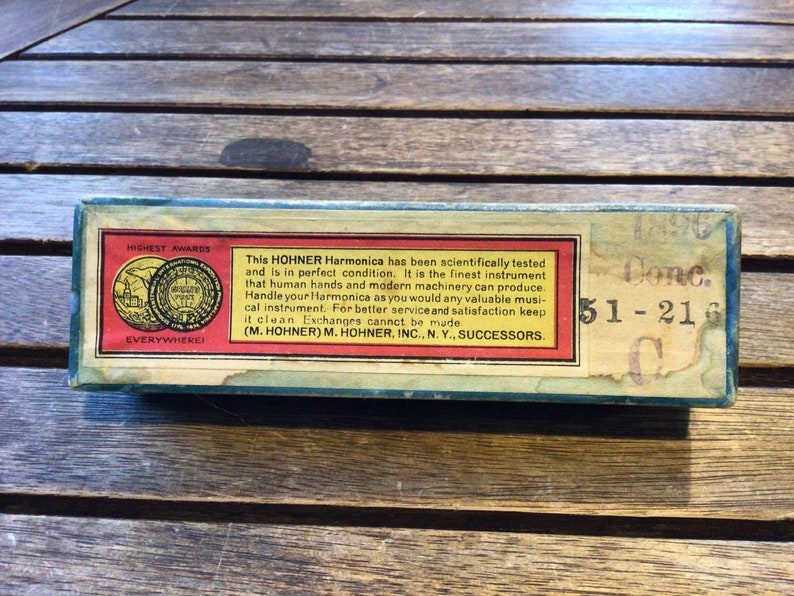 HIGHEST AWARDS
EVERYWHERE!
This HOHNER Harmonica has been scientifically tested
and is in perfect condition. It is the finest instrument
that human hands and modern machinery can produce.
Handle your Harmonica as you would any valuable musi-
cal instrument. For better service and satisfaction keep
it clean. Exchanges cannot be made.
(M. HOHNER) M. HOHNER, INC., N. Y., SUCCESSORS.
1896
Conc.
51-216
C